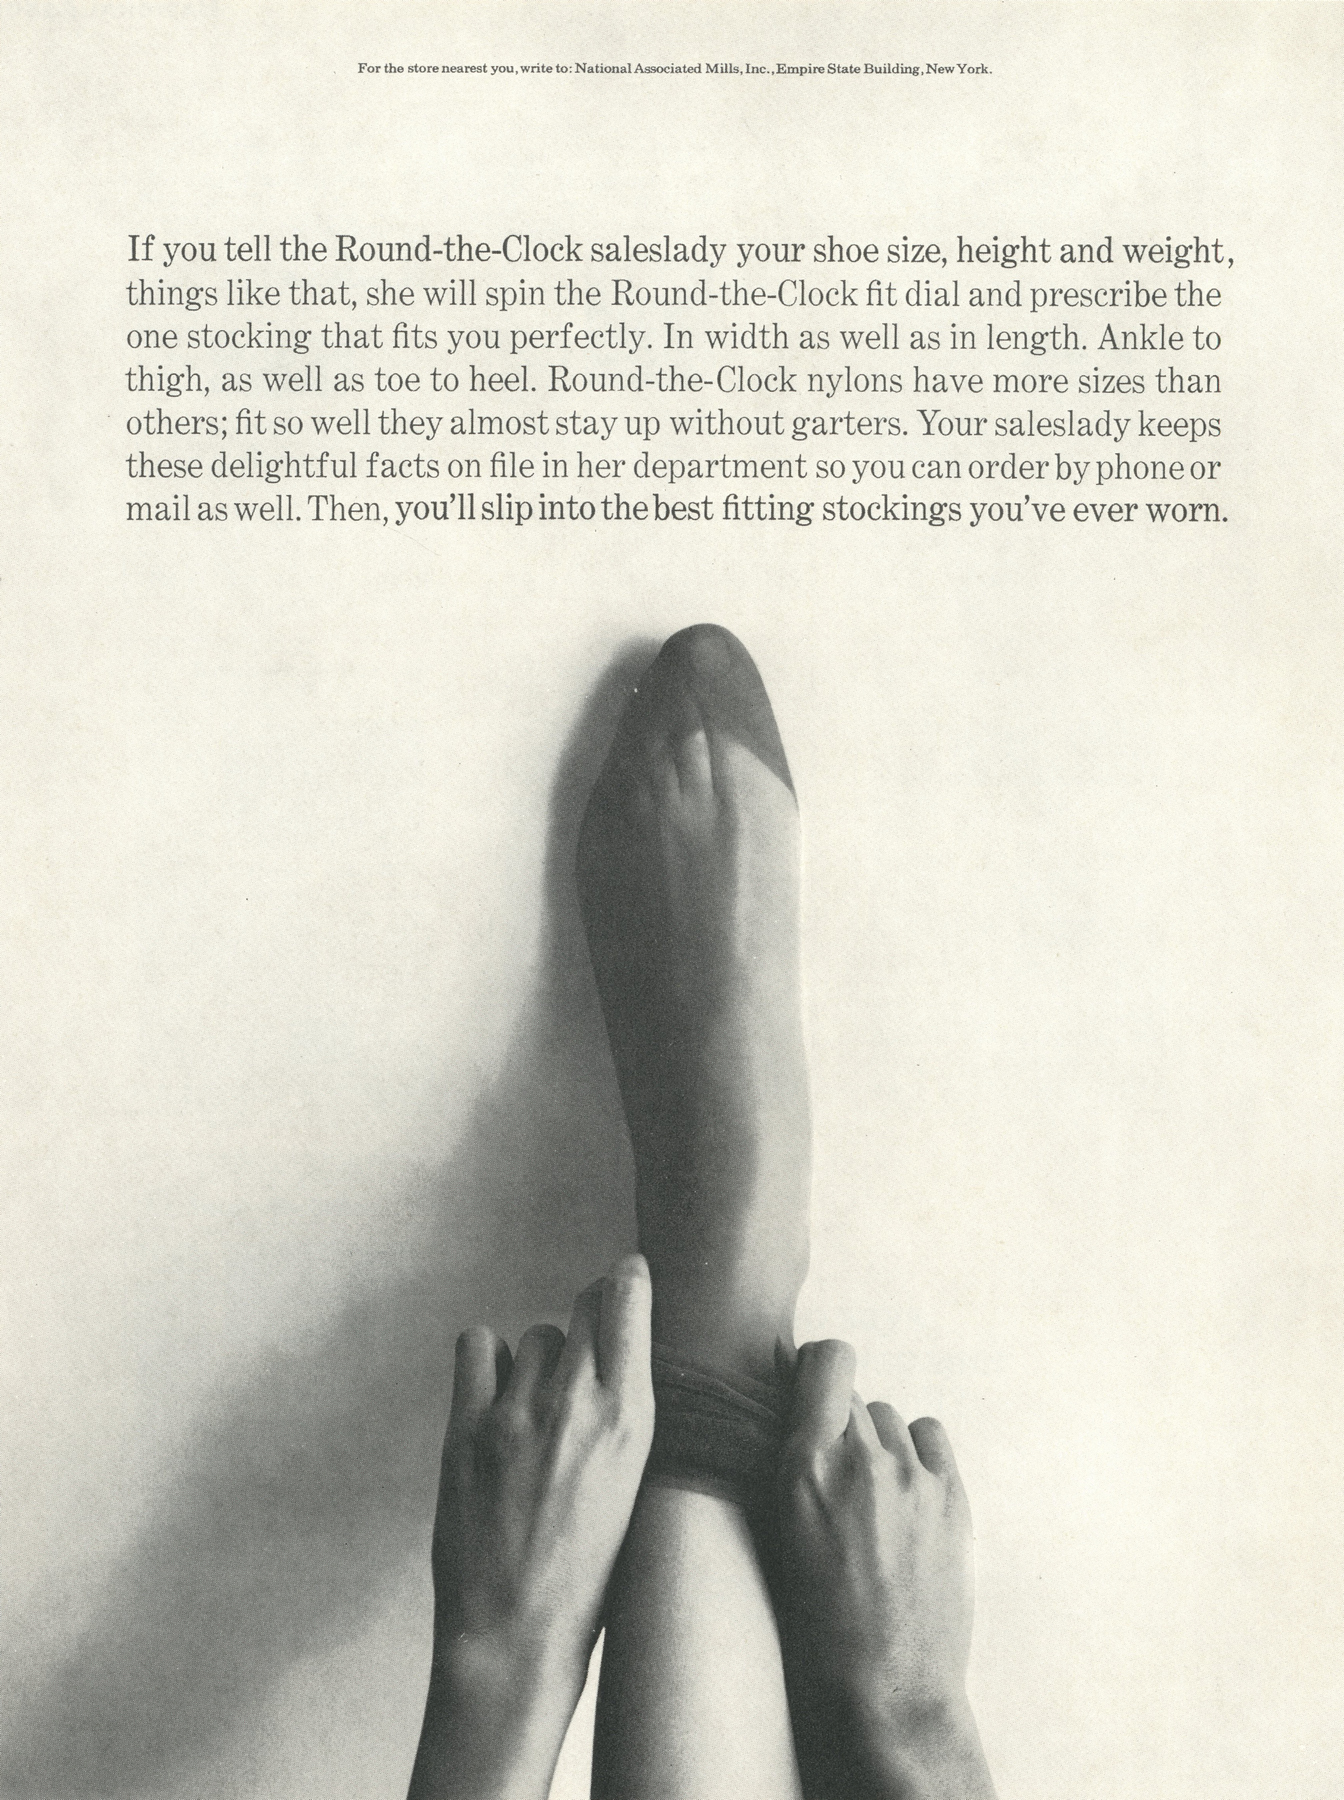 For the store nearest you, write to: National Associated Mills, Inc., Empire State Building, New York.
If you tell the Round-the-Clock saleslady your shoe size, height and weight,
things like that, she will spin the Round-the-Clock fit dial and prescribe the
one stocking that fits you perfectly. In width as well as in length. Ankle to
thigh, as well as toe to heel. Round-the-Clock nylons have more sizes than
others; fit so well they almost stay up without garters. Your saleslady keeps
these delightful facts on file in her department so you can order by phone or
mail as well. Then, you'll slip into the best fitting stockings you've ever worn.